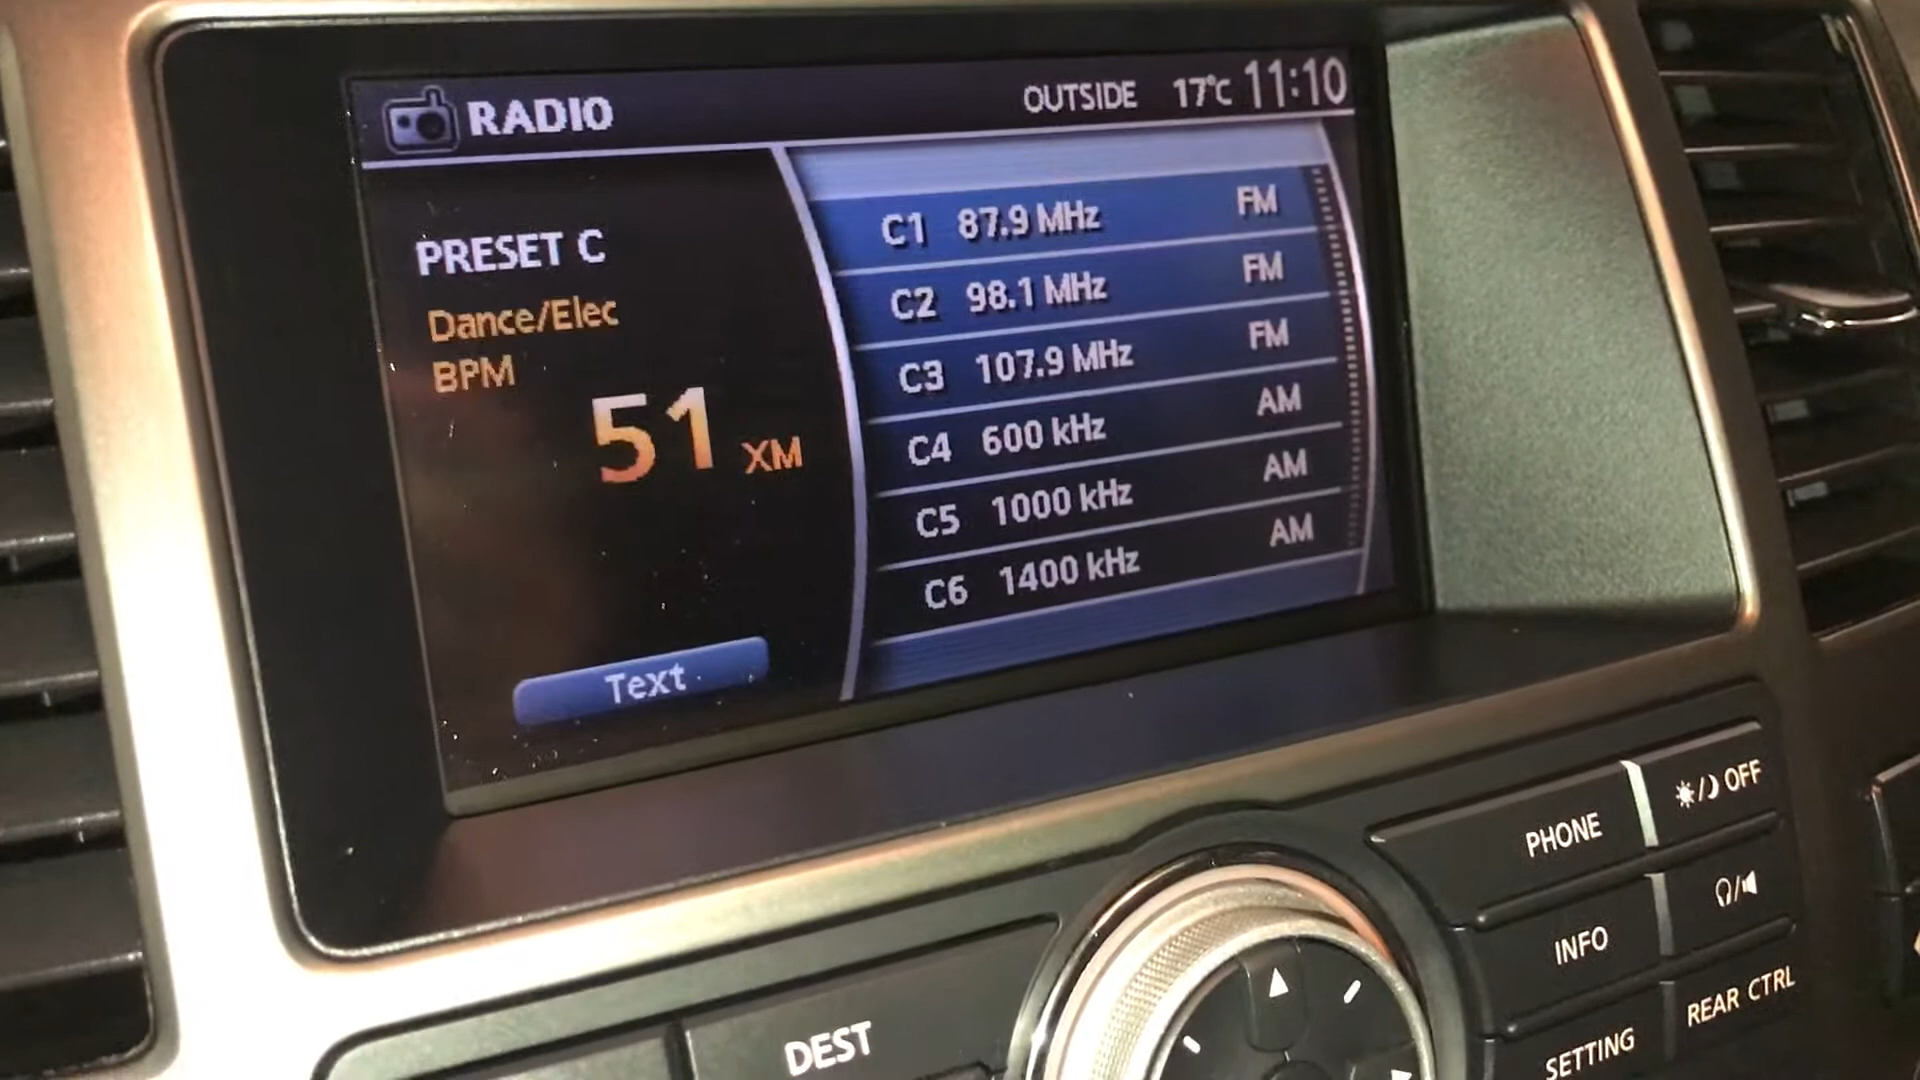 RADIO
OUTSIDE 17°C 11:10
PRESET C
Dance/Elec
BPM
51 XM
Text
C1 87.9 MHz FM
C2 98.1 MHz FM
C3 107.9 MHz FM
C4 600 kHz AM
C5 1000 kHz AM
C6 1400 kHz AM
PHONE
OFF
INFO
SETTING
REAR CTRL
DEST